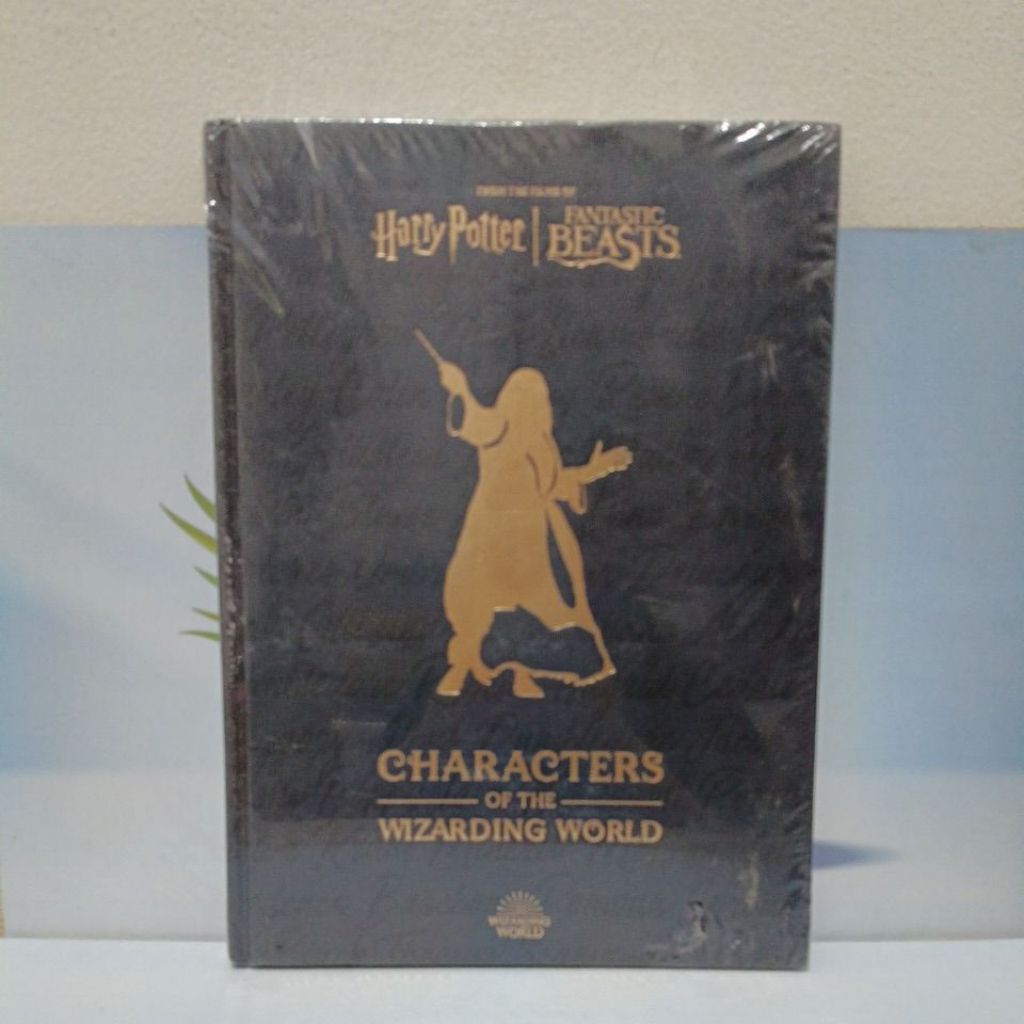 FROM THE FILMS OF
Harry Potter | FANTASTIC BEASTS
CHARACTERS
OF THE
WIZARDING WORLD
WIZARDING
WORLD